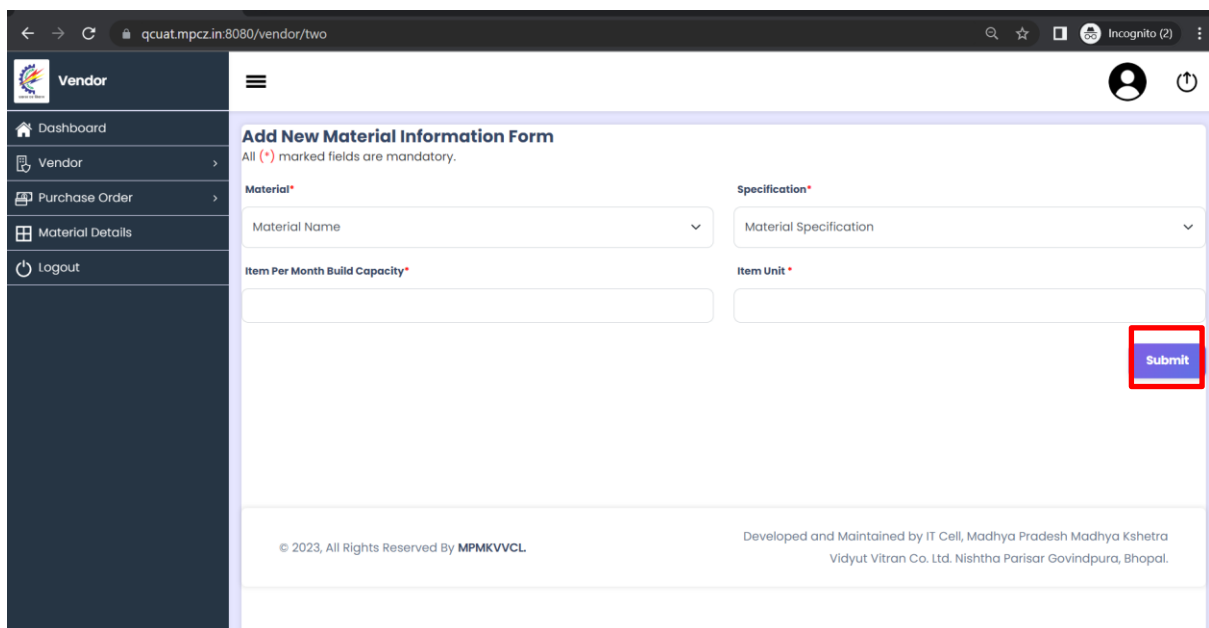 qcuat.mpcz.in:8080/vendor/two
Incognito (2)
Vendor
Dashboard
Vendor
Purchase Order
Material Details
Logout
Add New Material Information Form
All (*) marked fields are mandatory.
Material* Specification*
Material Name Material Specification
Item Per Month Build Capacity* Item Unit *
Submit
© 2023, All Rights Reserved By MPMKVVCL.
Developed and Maintained by IT Cell, Madhya Pradesh Madhya Kshetra
Vidyut Vitran Co. Ltd. Nishtha Parisar Govindpura, Bhopal.